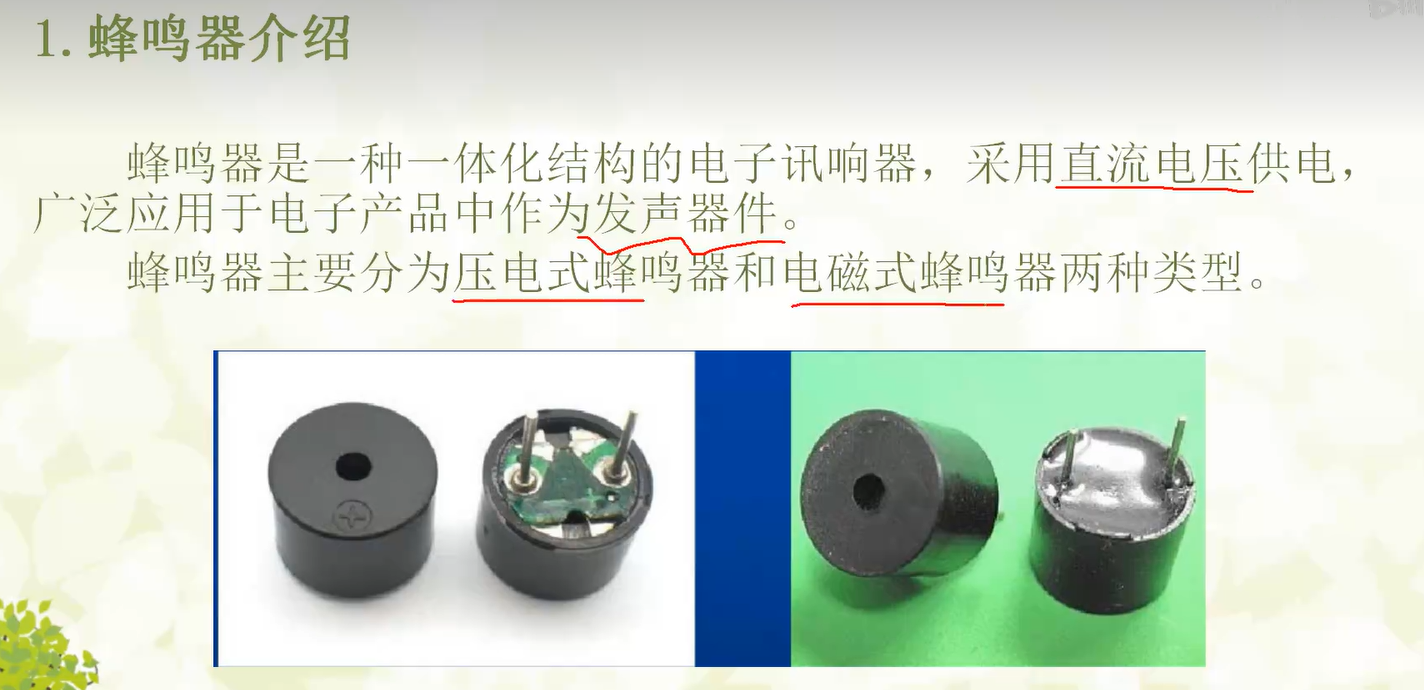 1.蜂鸣器介绍
蜂鸣器是一种一体化结构的电子讯响器，采用直流电压供电，
广泛应用于电子产品中作为发声器件。
蜂鸣器主要分为压电式蜂鸣器和电磁式蜂鸣器两种类型。